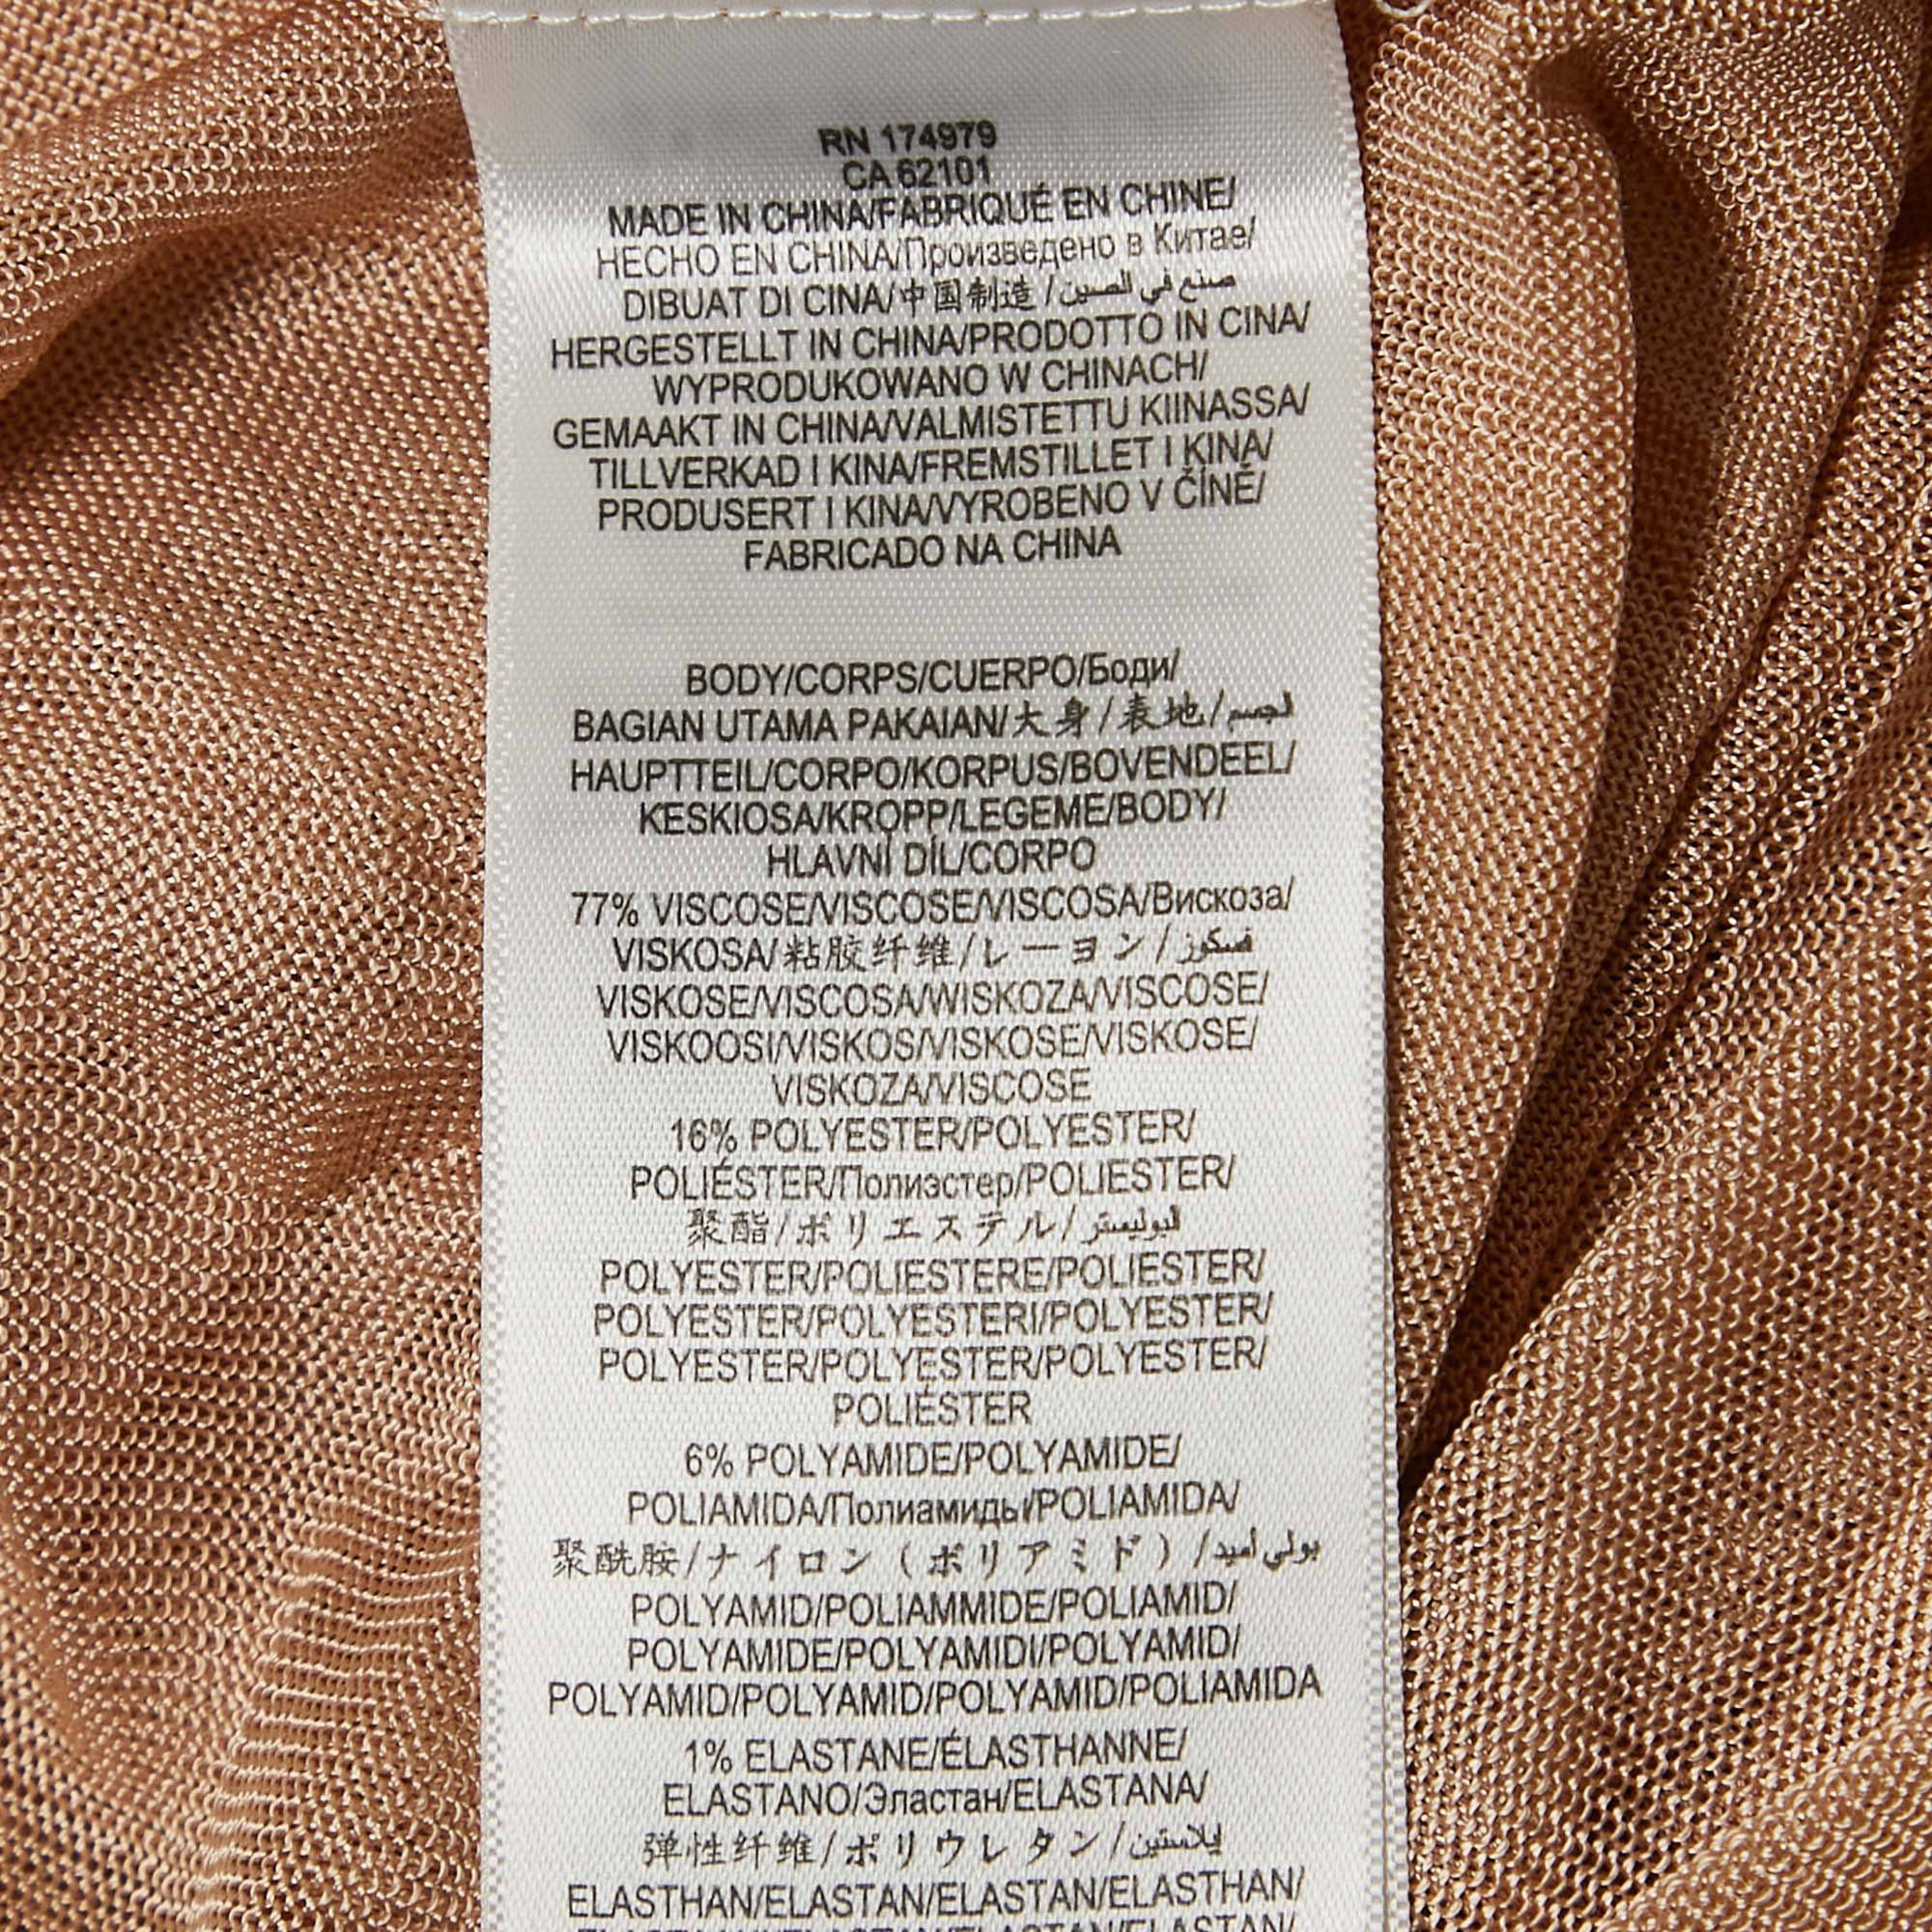 RN 174979
CA 62101
MADE IN CHINA/FABRIQUÉ EN CHINE/
HECHO EN CHINA/Произведено в Китае/
DIBUAT DI CINA/中国制造/صنع في الصين
HERGESTELLT IN CHINA/PRODOTTO IN CINA/
WYPRODUKOWANO W CHINACH/
GEMAAKT IN CHINA/VALMISTETTU KIINASSA/
TILLVERKAD I KINA/FREMSTILLET I KINA/
PRODUSERT I KINA/VYROBENO V ČÍNĚ/
FABRICADO NA CHINA
BODY/CORPS/CUERPO/Боди/
BAGIAN UTAMA PAKAIAN/大身/表地/لجسم
HAUPTTEIL/CORPO/KORPUS/BOVENDEEL/
KESKIOSA/KROPP/LEGEME/BODY/
HLAVNÍ DÍL/CORPO
77% VISCOSE/VISCOSE/VISCOSA/Вискоза/
VISKOSA/粘胶纤维/レーヨン/فسكوز
VISKOSE/VISCOSA/WISKOZA/VISCOSE/
VISKOOSI/VISKOS/VISKOSE/VISKOSE/
VISKOZA/VISCOSE
16% POLYESTER/POLYESTER/
POLIÉSTER/Полиэстер/POLIESTER/
聚酯/ポリエステル/ليوليستر
POLYESTER/POLIESTERE/POLIESTER/
POLYESTER/POLYESTERI/POLYESTER/
POLYESTER/POLYESTER/POLYESTER/
POLIÉSTER
6% POLYAMIDE/POLYAMIDE/
POLIAMIDA/Полиамиды/POLIAMIDA/
聚酰胺/ナイロン（ポリアミド）/بولي أميد
POLYAMID/POLIAMMIDE/POLIAMID/
POLYAMIDE/POLYAMIDI/POLYAMID/
POLYAMID/POLYAMID/POLYAMID/POLIAMIDA
1% ELASTANE/ÉLASTHANNE/
ELASTANO/Эластан/ELASTANA/
弹性纤维/ポリウレタン/إيلاستين
ELASTHAN/ELASTAN/ELASTAN/ELASTHAN/